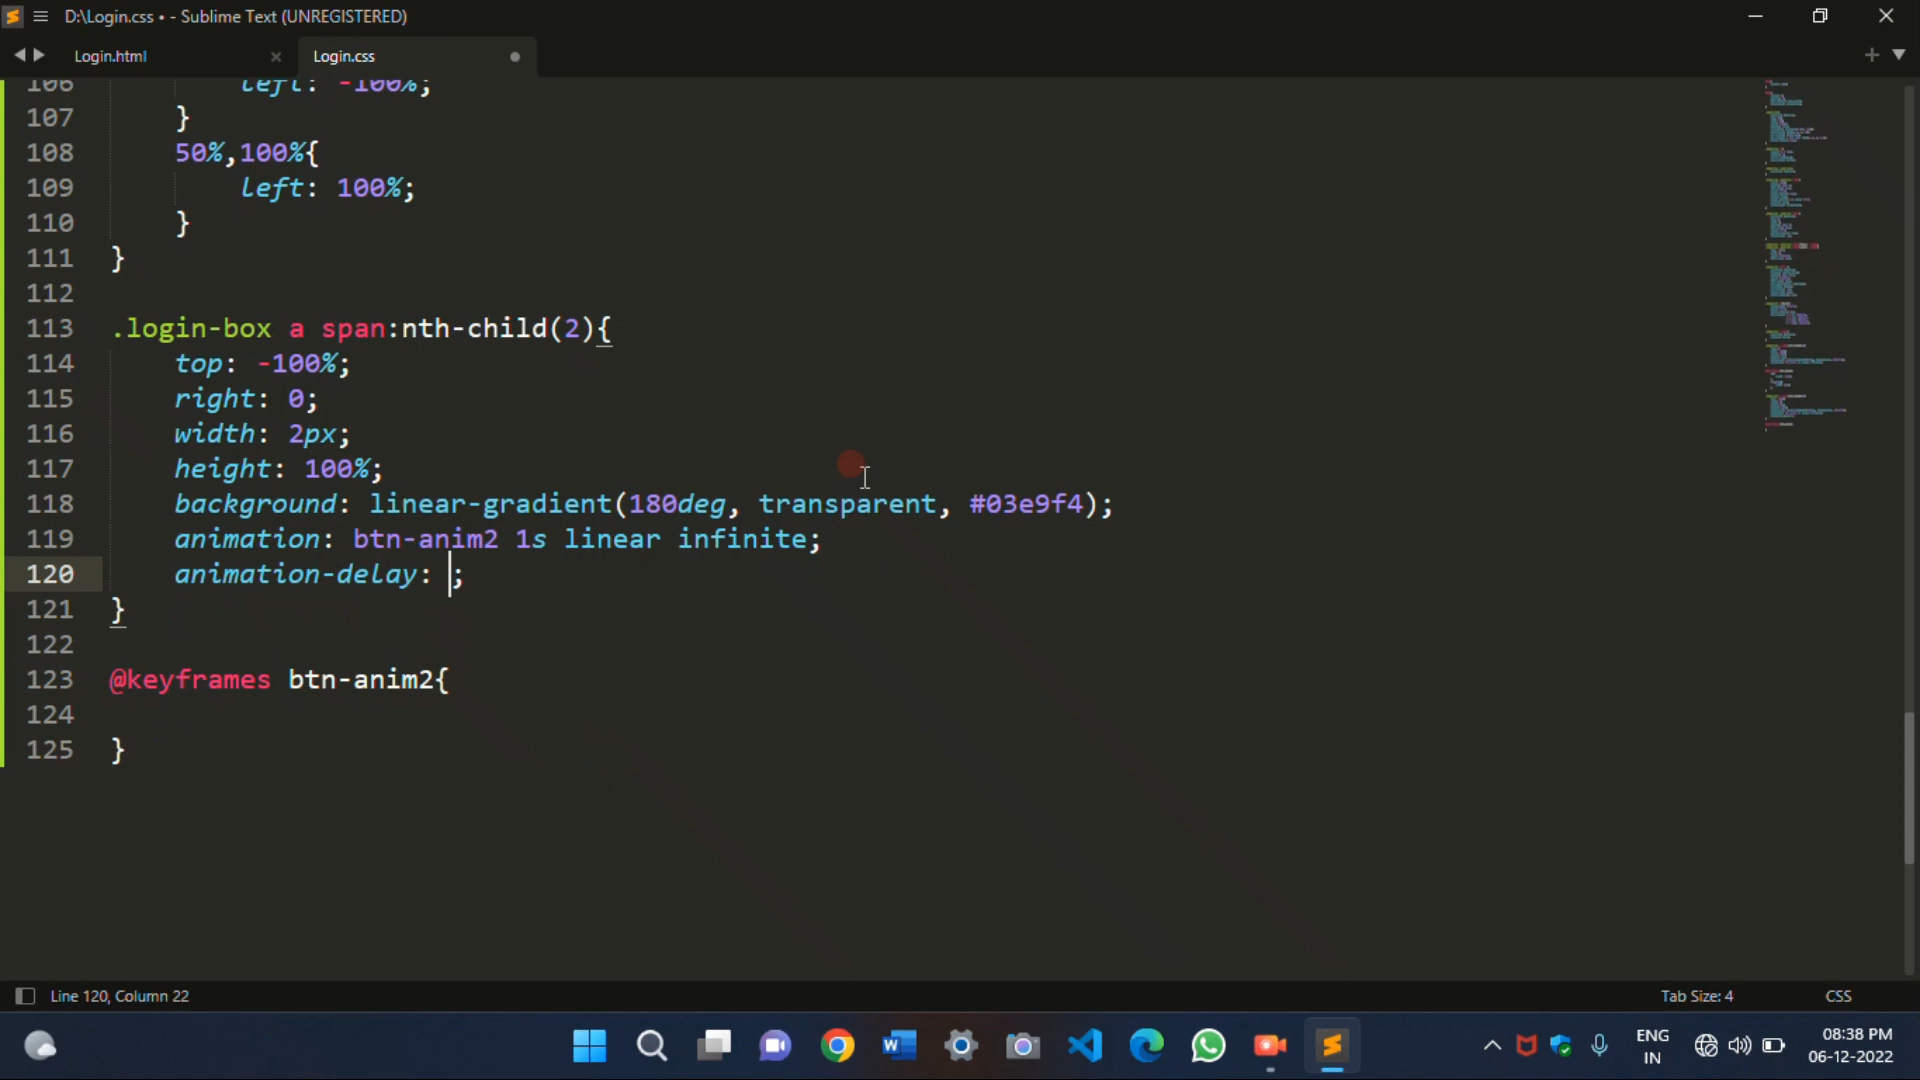 D:\Login.css • - Sublime Text (UNREGISTERED)
Login.html
Login.css
106 left: -100%;
107 }
108 50%,100%{
109 left: 100%;
110 }
111 }
112
113 .login-box a span:nth-child(2){
114 top: -100%;
115 right: 0;
116 width: 2px;
117 height: 100%;
118 background: linear-gradient(180deg, transparent, #03e9f4);
119 animation: btn-anim2 1s linear infinite;
120 animation-delay: ;
121 }
122
123 @keyframes btn-anim2{
124
125 }
Line 120, Column 22
Tab Size: 4
CSS
ENG
IN
08:38 PM
06-12-2022